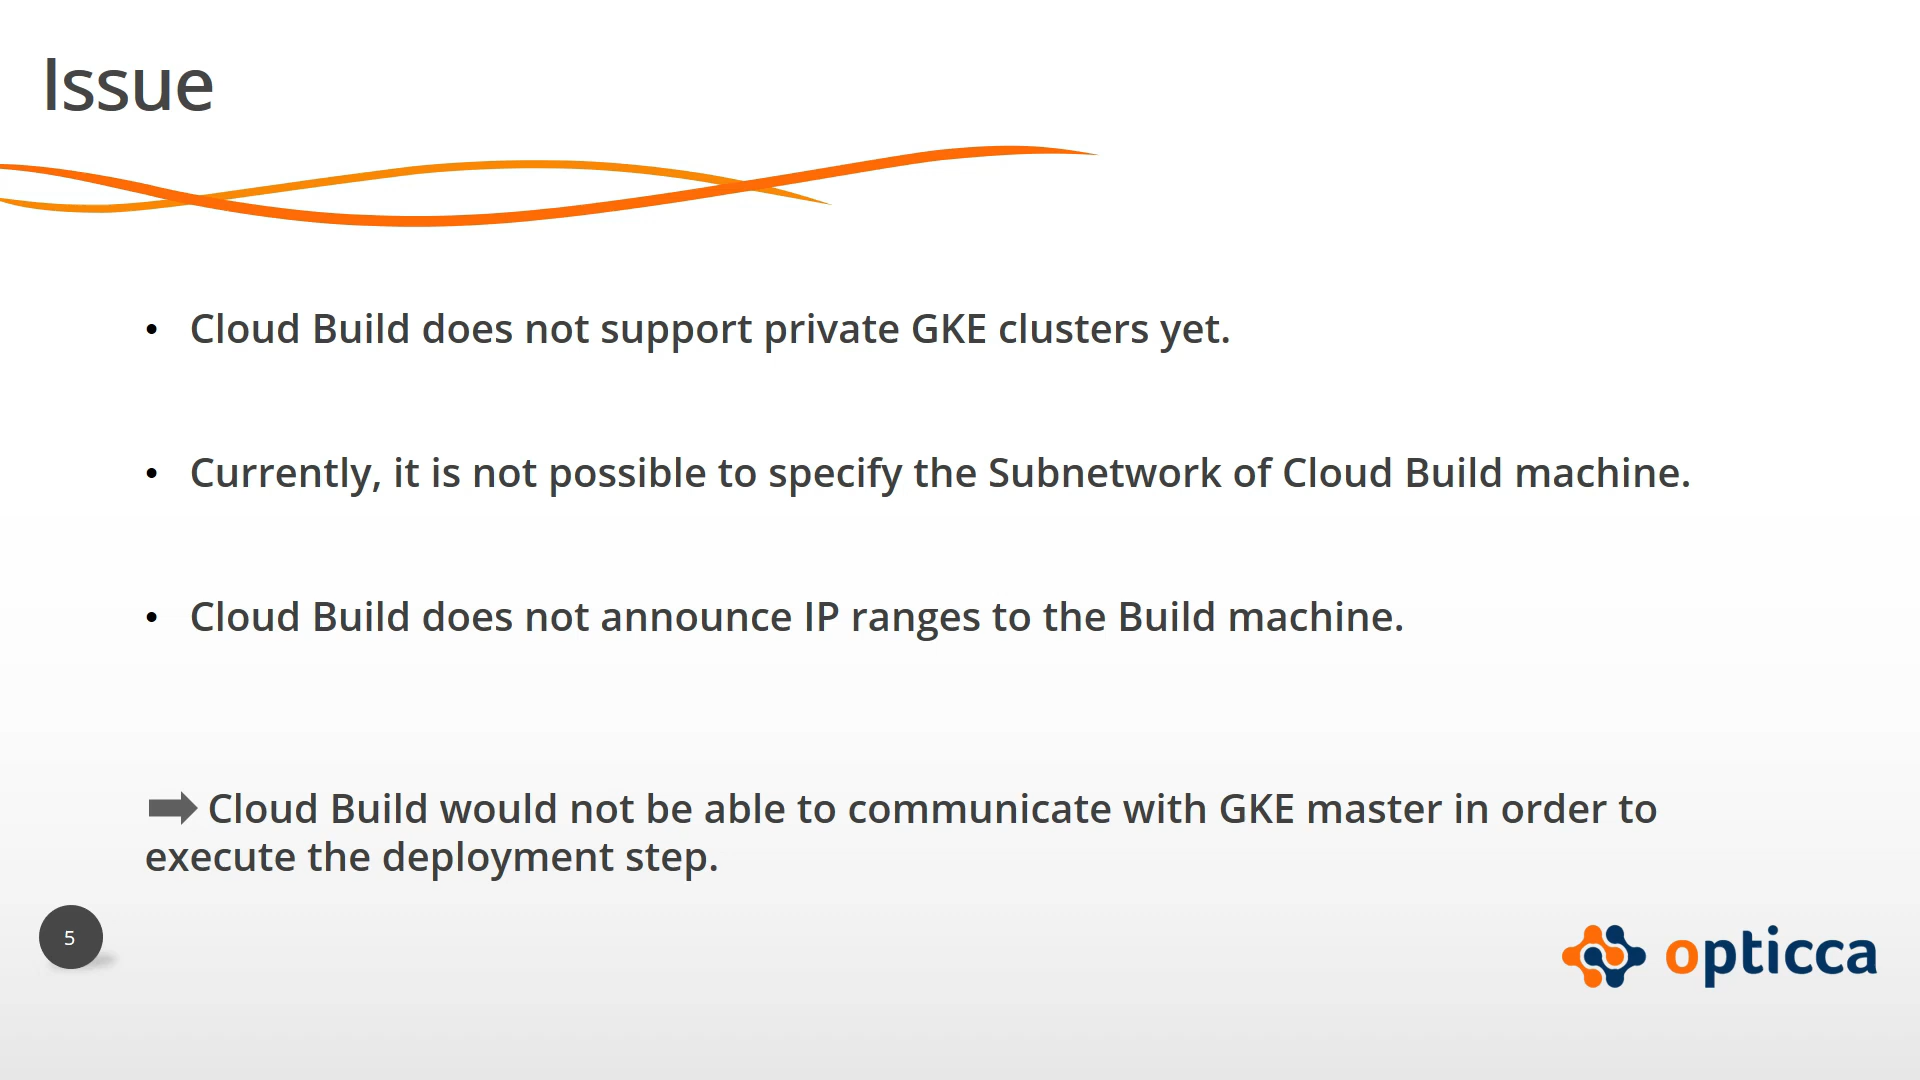 Issue
• Cloud Build does not support private GKE clusters yet.
• Currently, it is not possible to specify the Subnetwork of Cloud Build machine.
• Cloud Build does not announce IP ranges to the Build machine.
Cloud Build would not be able to communicate with GKE master in order to
execute the deployment step.
5
opticca